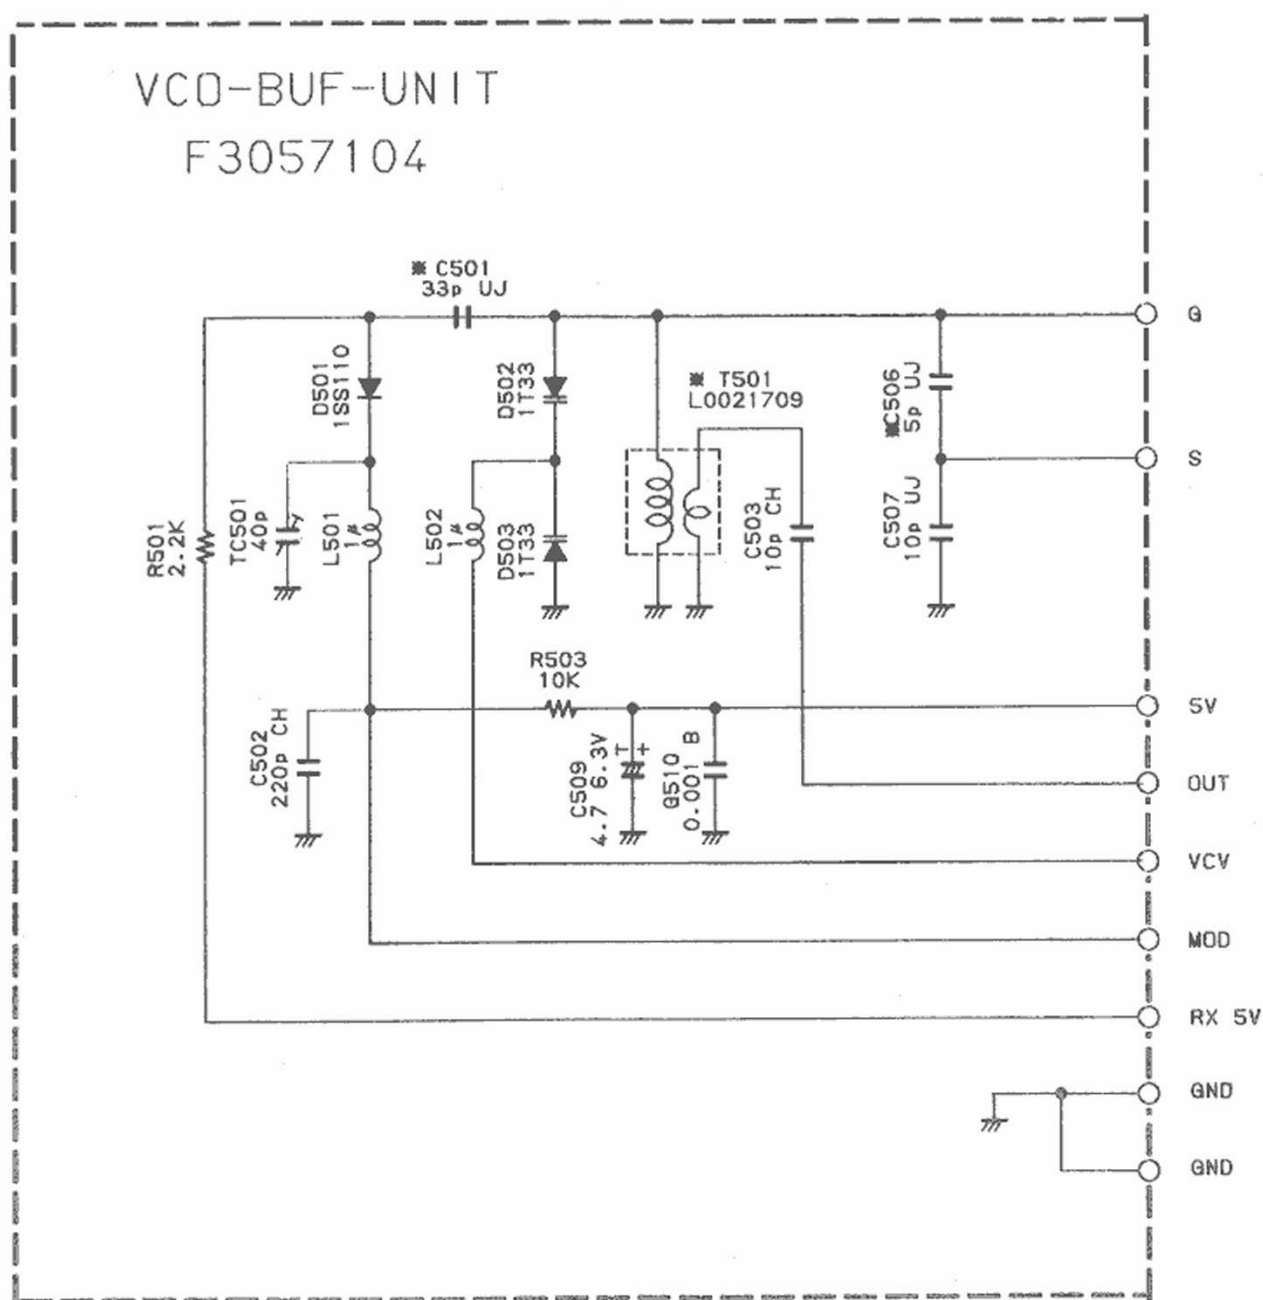 VCO-BUF-UNIT
F3057104
※ C501
33p UJ
G
D501
1SS110
D502
1T33
※ T501
L0021709
※C506
5p UJ
S
R501
2.2K
TC501
40p
L501
1μ
L502
1μ
D503
1T33
C503
10p CH
C507
10p UJ
R503
10K
5V
C502
220p CH
T +
C509
4.7 6.3V
G510
0.001 B
OUT
VCV
MOD
RX 5V
GND
GND